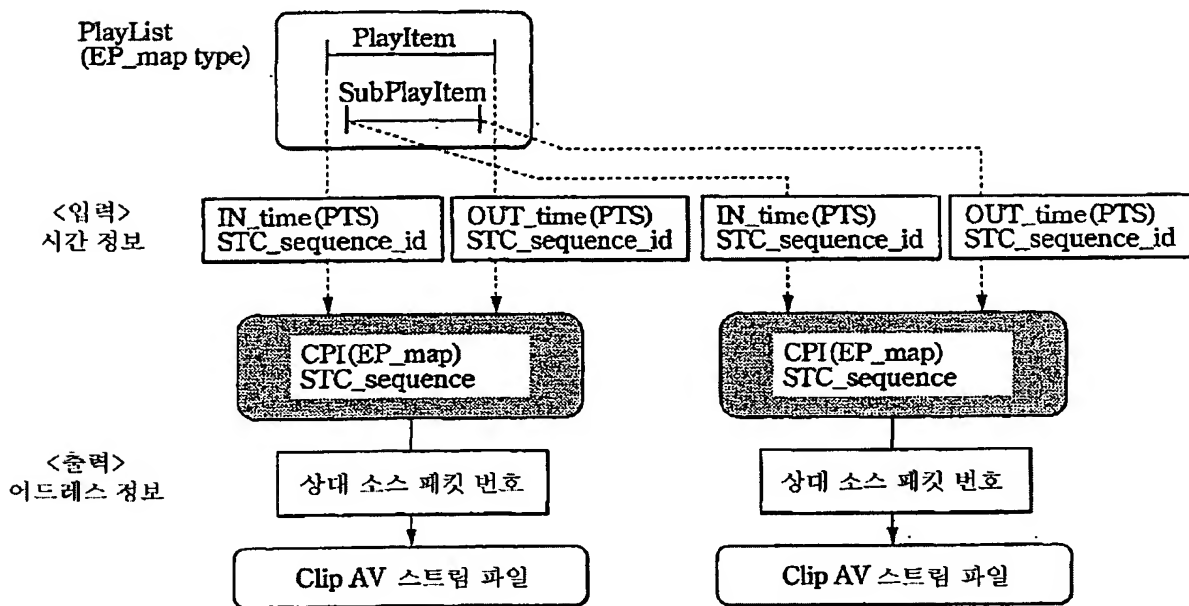 PlayList
(EP_map type)
PlayItem
SubPlayItem
<입력>
시간 정보
IN_time(PTS)
STC_sequence_id
OUT_time(PTS)
STC_sequence_id
IN_time(PTS)
STC_sequence_id
OUT_time(PTS)
STC_sequence_id
CPI(EP_map)
STC_sequence
CPI(EP_map)
STC_sequence
<출력>
어드레스 정보
상대 소스 패킷 번호
상대 소스 패킷 번호
Clip AV 스트림 파일
Clip AV 스트림 파일